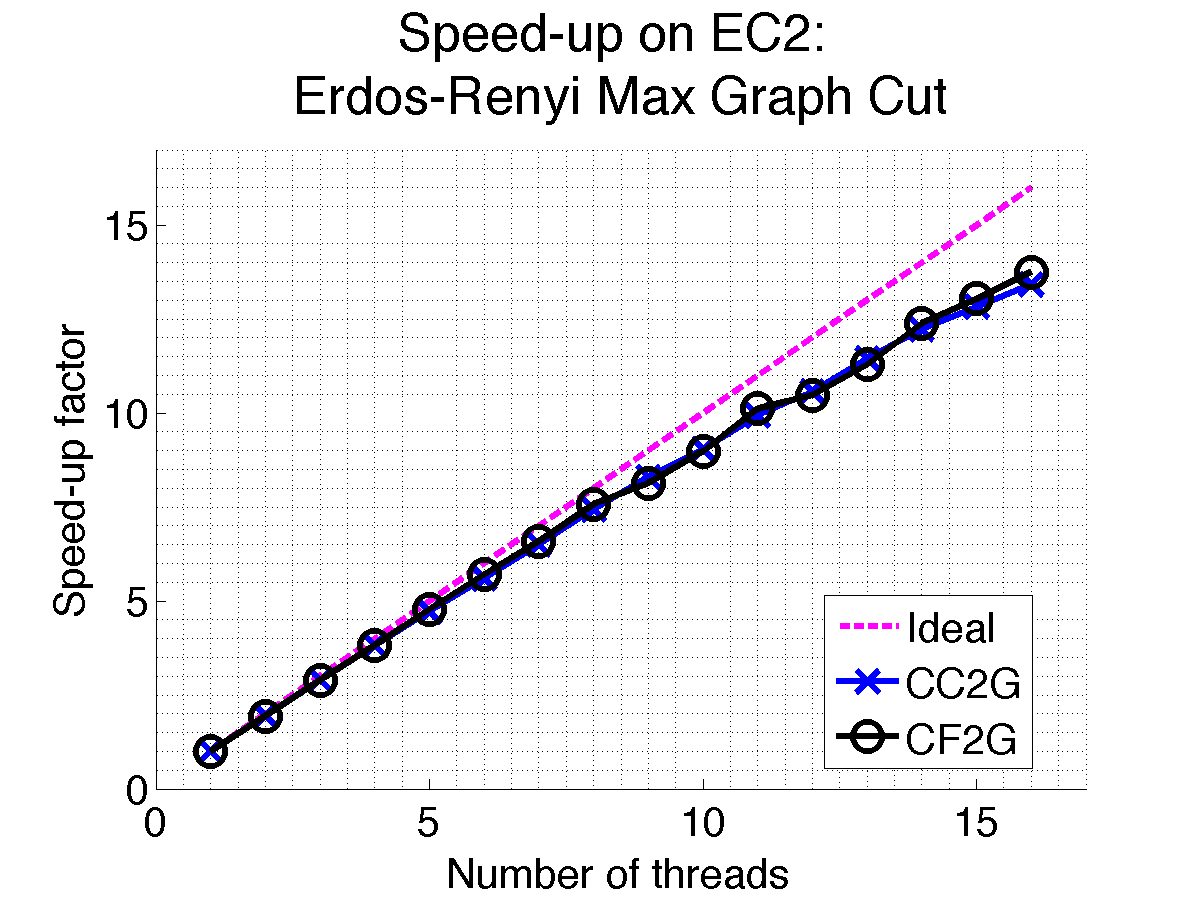 Speed-up on EC2:
Erdos-Renyi Max Graph Cut
15
10
5
0
Speed-up factor
0 5 10 15
Number of threads
Ideal
CC2G
CF2G